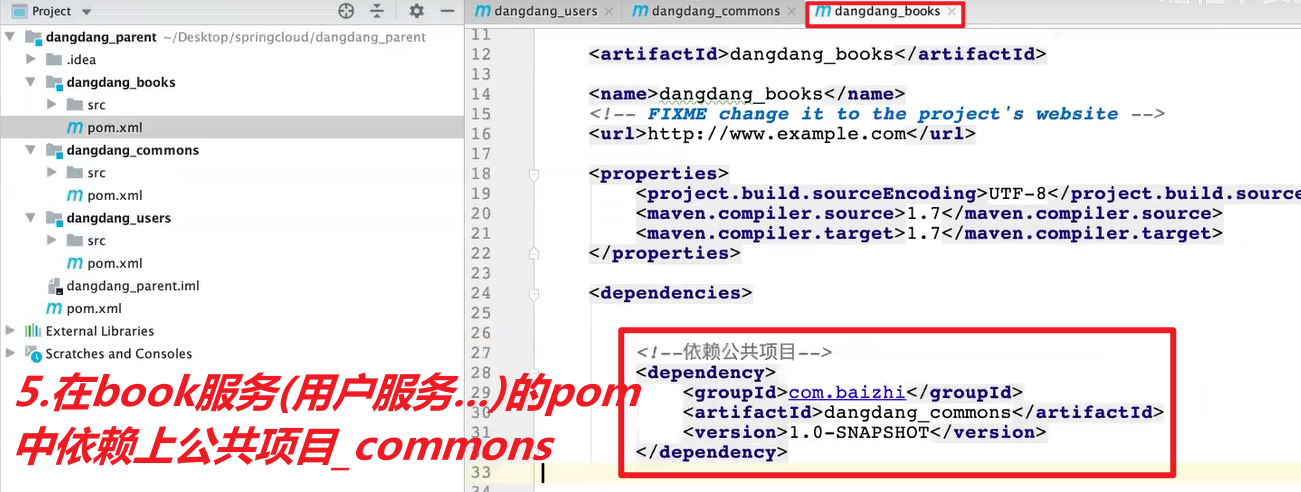 Project
dangdang_users
dangdang_commons
dangdang_books
dangdang_parent ~/Desktop/springcloud/dangdang_parent
.idea
dangdang_books
src
pom.xml
dangdang_commons
src
pom.xml
dangdang_users
src
pom.xml
dangdang_parent.iml
pom.xml
External Libraries
Scratches and Consoles
5.在book服务(用户服务...)的pom
中依赖上公共项目_commons
11
12 <artifactId>dangdang_books</artifactId>
13
14 <name>dangdang_books</name>
15 <!-- FIXME change it to the project's website -->
16 <url>http://www.example.com</url>
17
18 <properties>
19 <project.build.sourceEncoding>UTF-8</project.build.source
20 <maven.compiler.source>1.7</maven.compiler.source>
21 <maven.compiler.target>1.7</maven.compiler.target>
22 </properties>
23
24 <dependencies>
25
26
27 <!--依赖公共项目-->
28 <dependency>
29 <groupId>com.baizhi</groupId>
30 <artifactId>dangdang_commons</artifactId>
31 <version>1.0-SNAPSHOT</version>
32 </dependency>
33
34